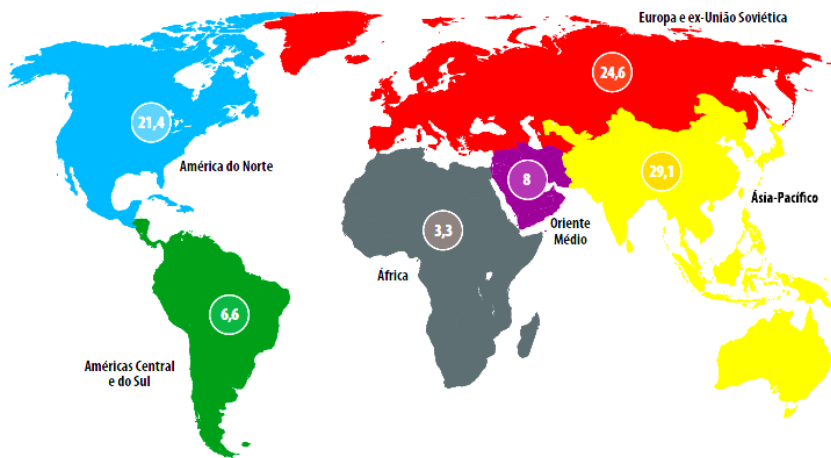 Europa e ex-União Soviética
24,6
21,4
América do Norte
29,1
8
Ásia-Pacífico
Oriente
Médio
3,3
África
6,6
Américas Central
e do Sul